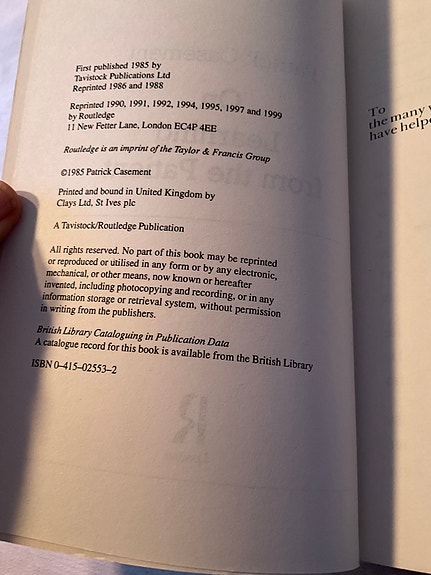 First published 1985 by
Tavistock Publications Ltd
Reprinted 1986 and 1988
Reprinted 1990, 1991, 1992, 1994, 1995, 1997 and 1999
by Routledge
11 New Fetter Lane, London EC4P 4EE
Routledge is an imprint of the Taylor & Francis Group
©1985 Patrick Casement
Printed and bound in United Kingdom by
Clays Ltd, St Ives plc
A Tavistock/Routledge Publication
All rights reserved. No part of this book may be reprinted
or reproduced or utilised in any form or by any electronic,
mechanical, or other means, now known or hereafter
invented, including photocopying and recording, or in any
information storage or retrieval system, without permission
in writing from the publishers.
British Library Cataloguing in Publication Data
A catalogue record for this book is available from the British Library
ISBN 0–415–02553–2
To
the many
have helpe